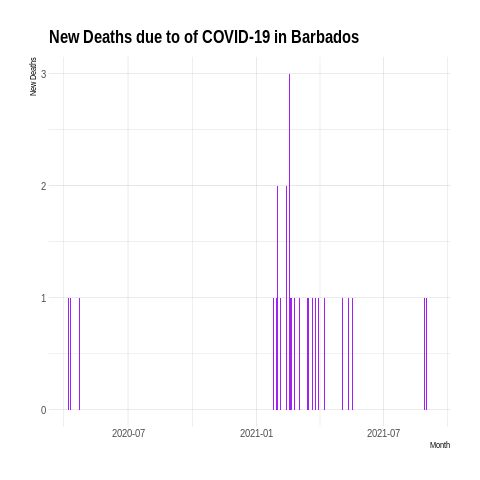 New Deaths due to of COVID-19 in Barbados
New Deaths
3
2
1
0
2020-07
2021-01
2021-07
Month